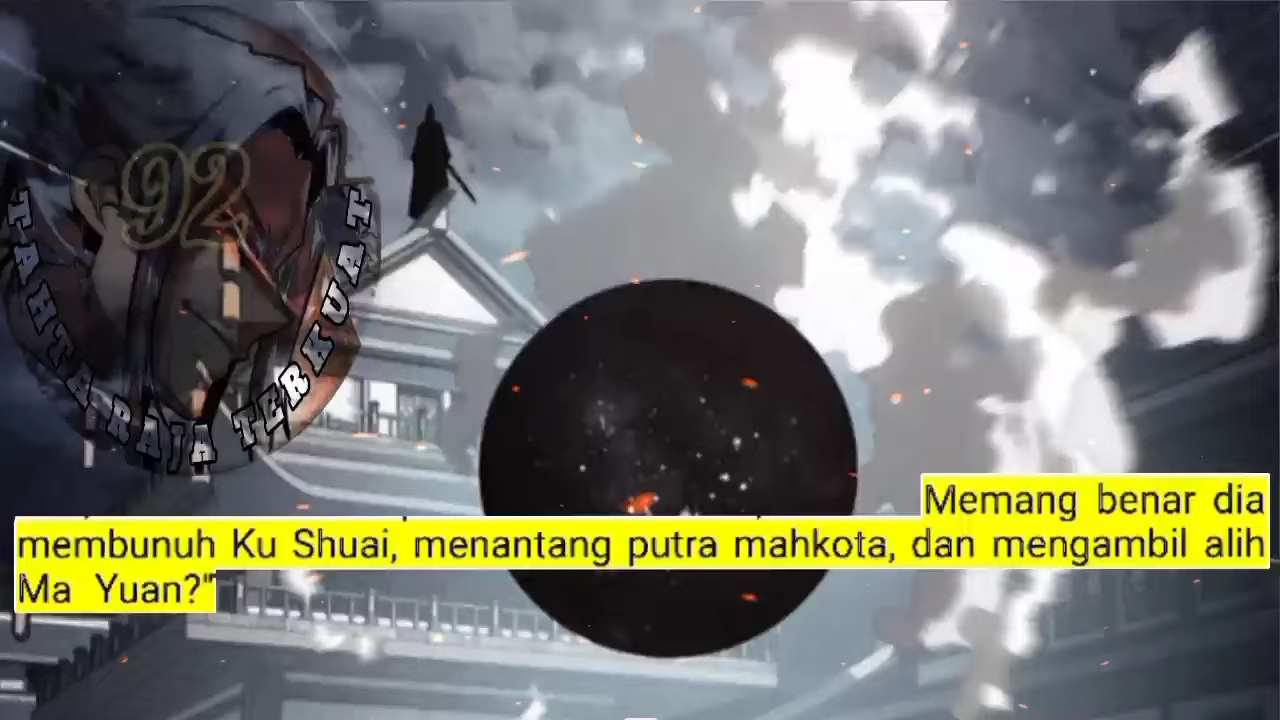 92
TAHTA RAJA TERKUAT
Memang benar dia
membunuh Ku Shuai, menantang putra mahkota, dan mengambil alih
Ma Yuan?"